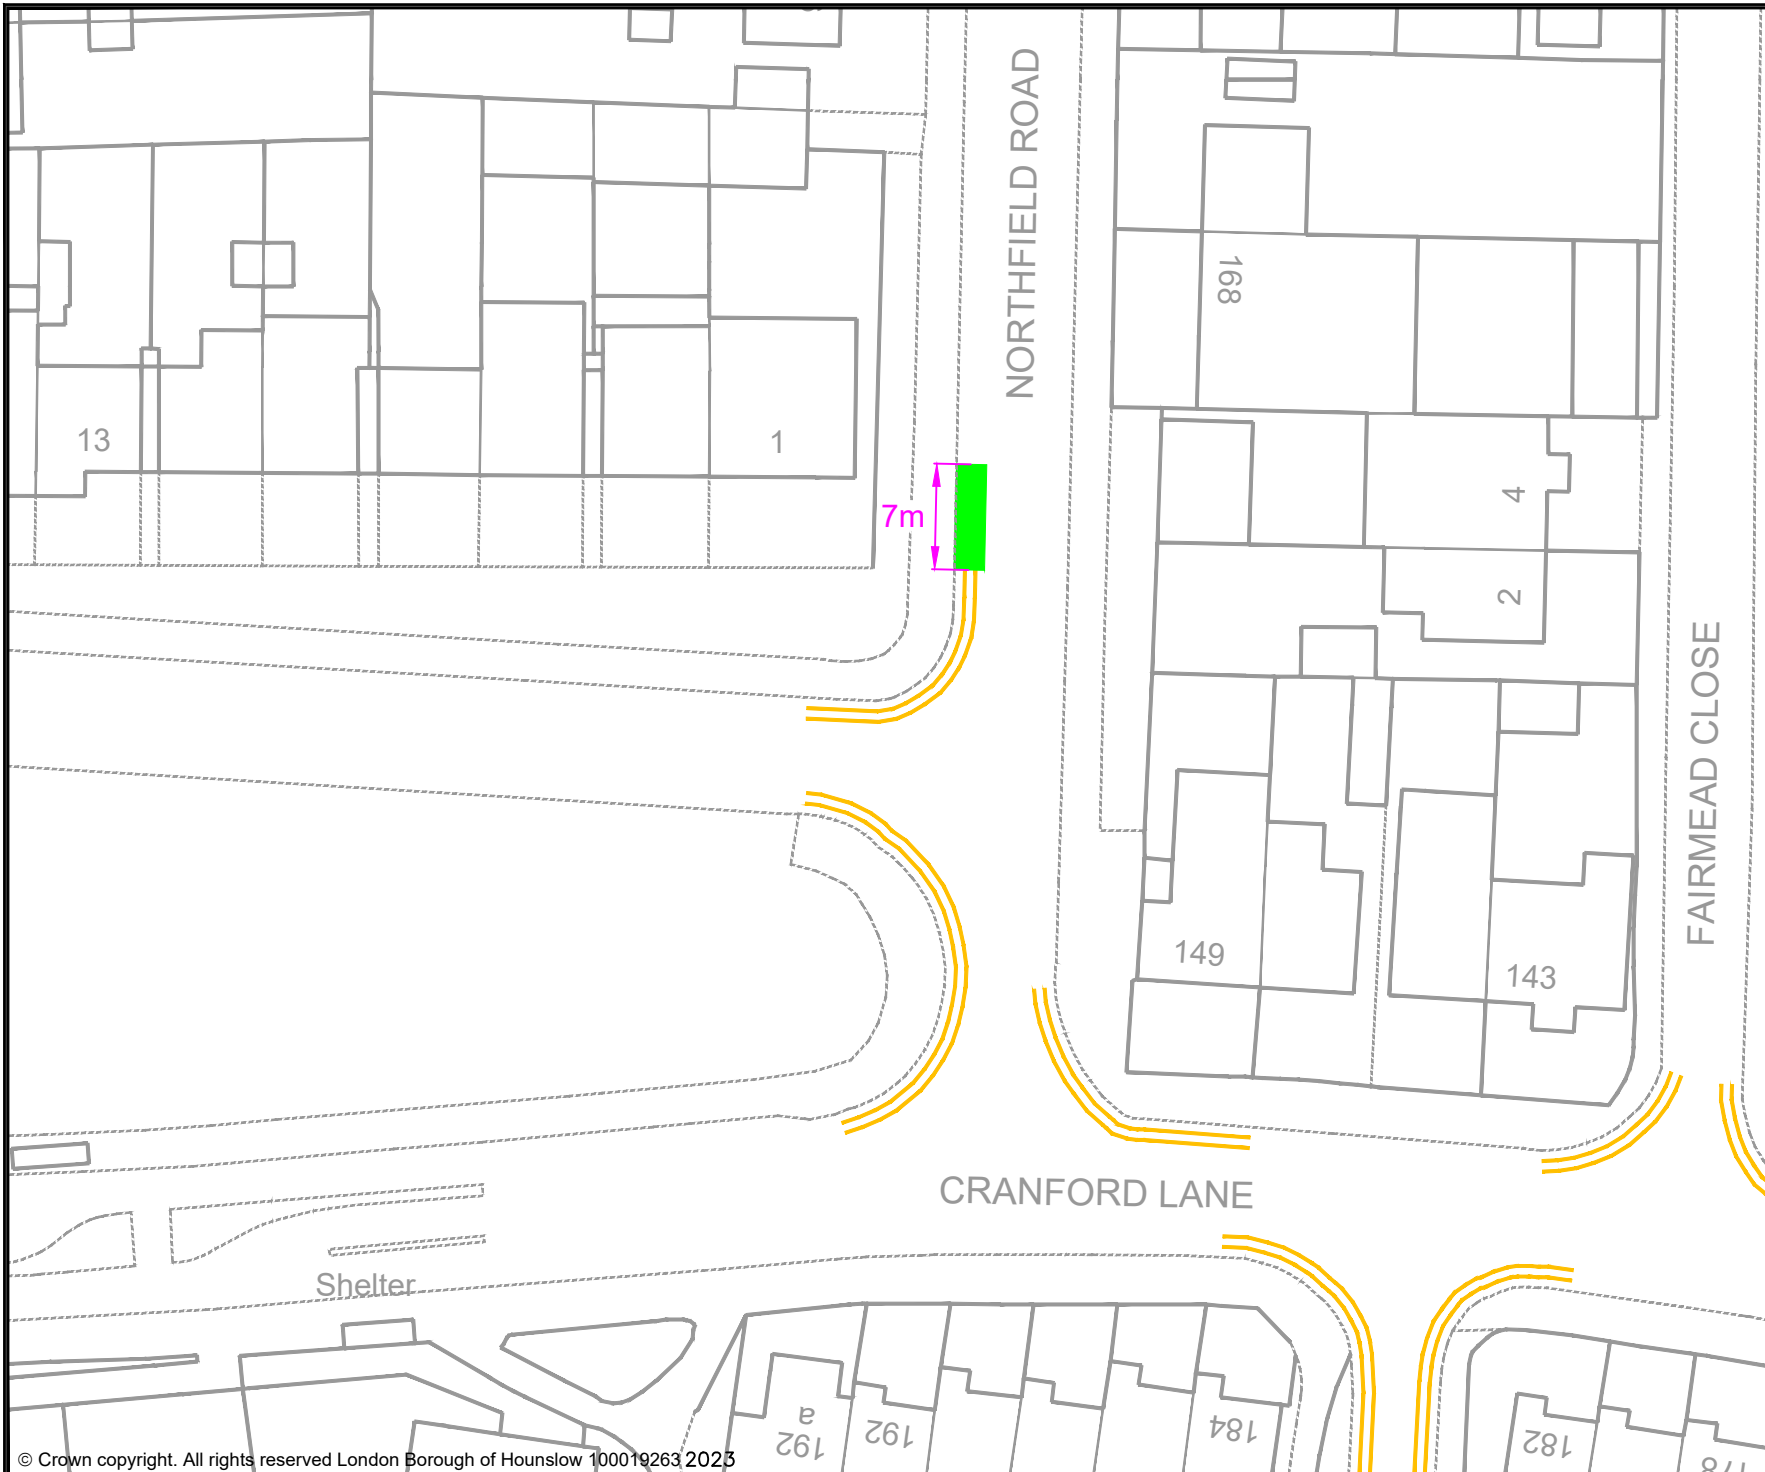 NORTHFIELD ROAD
168
13
1
7m
4
2
FAIRMEAD CLOSE
149
143
CRANFORD LANE
Shelter
192
a
192
184
182
© Crown copyright. All rights reserved London Borough of Hounslow 100019263 2023